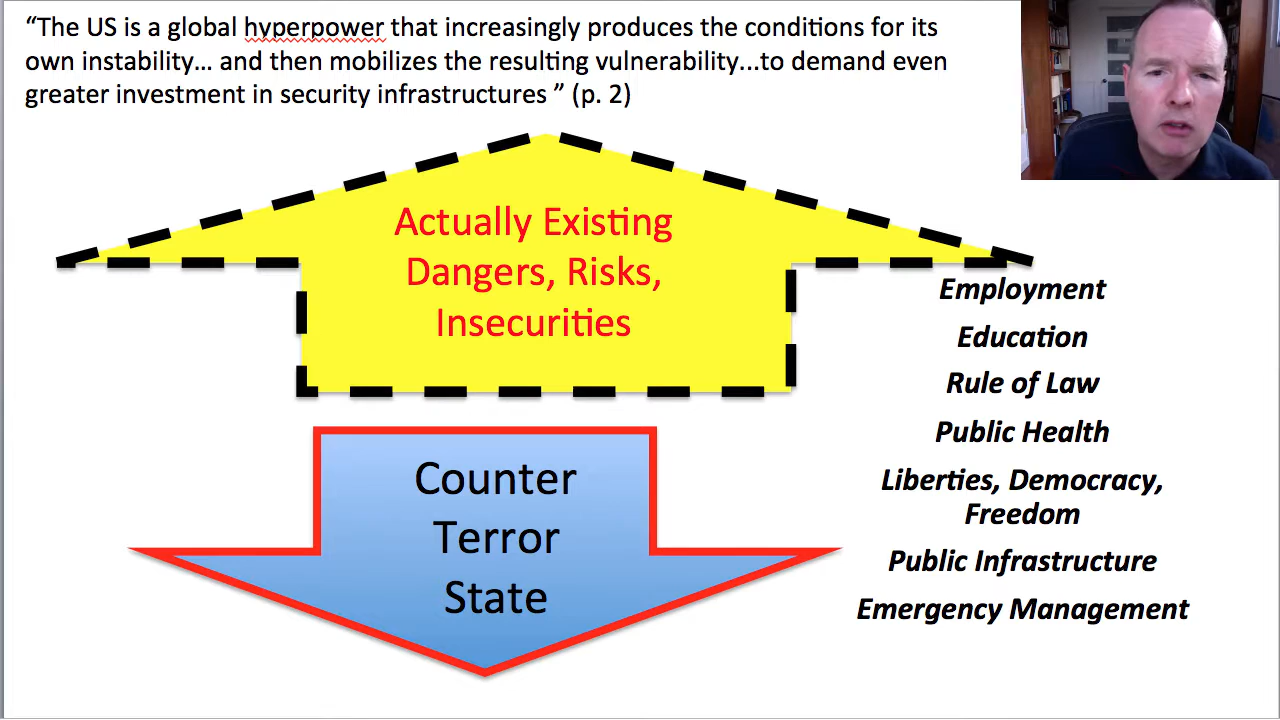 “The US is a global hyperpower that increasingly produces the conditions for its
own instability... and then mobilizes the resulting vulnerability...to demand even
greater investment in security infrastructures ” (p. 2)
Actually Existing
Dangers, Risks,
Insecurities
Counter
Terror
State
Employment
Education
Rule of Law
Public Health
Liberties, Democracy,
Freedom
Public Infrastructure
Emergency Management